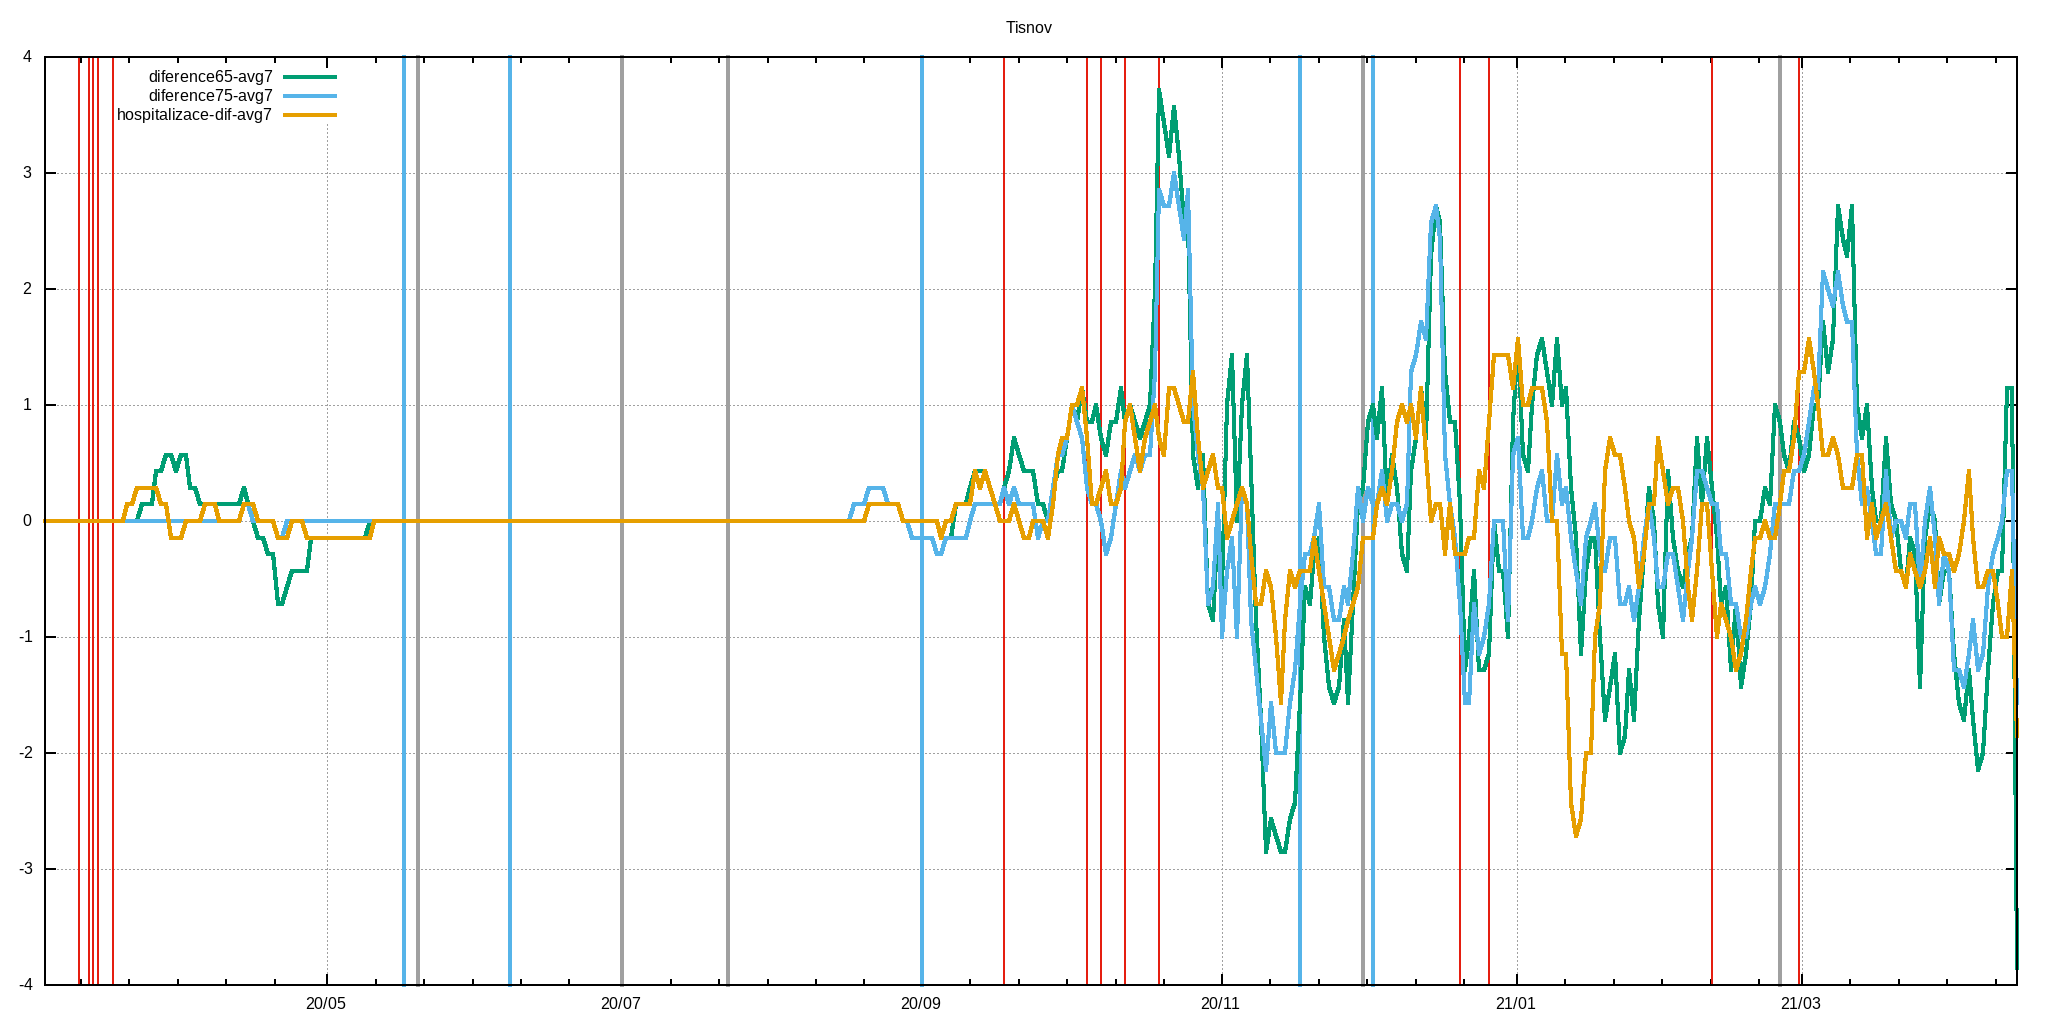 Tisnov
diference65-avg7
diference75-avg7
hospitalizace-dif-avg7
4
3
2
1
0
-1
-2
-3
-4
20/05 20/07 20/09 20/11 21/01 21/03